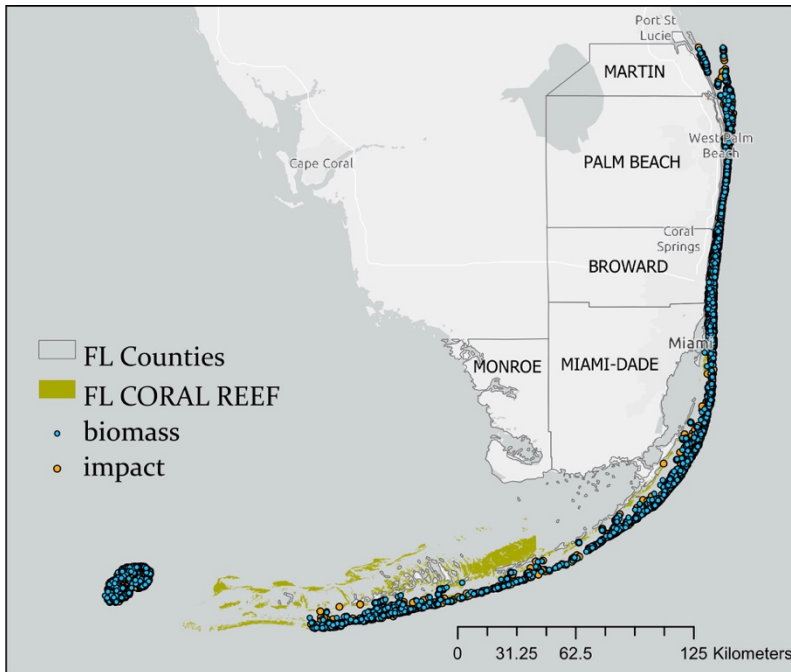 Port St
Lucie
MARTIN
West Palm
Beach
PALM BEACH
Cape Coral
Coral
Springs
BROWARD
FL Counties
Miami
MONROE
MIAMI-DADE
FL CORAL REEF
biomass
impact
0 31.25 62.5 125 Kilometers